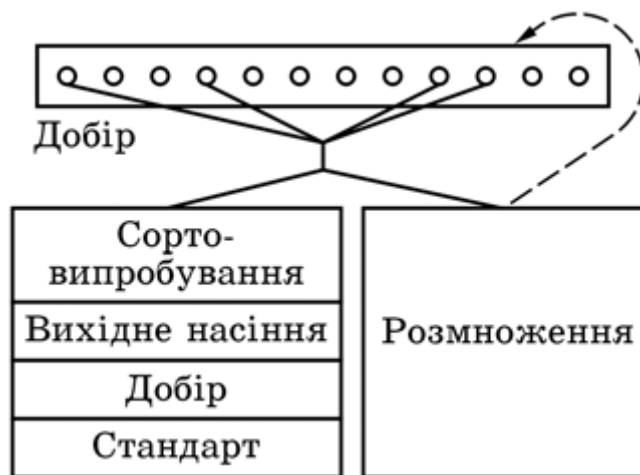 Добір
Сорто-
випробування
Вихідне насіння
Добір
Стандарт
Розмноження